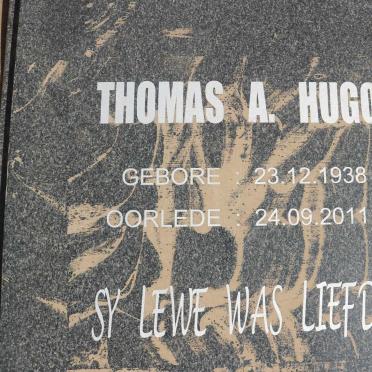 THOMAS A. HUGO
GEBORE : 23.12.1938
OORLEDE : 24.09.2011
SY LEWE WAS LIEFD